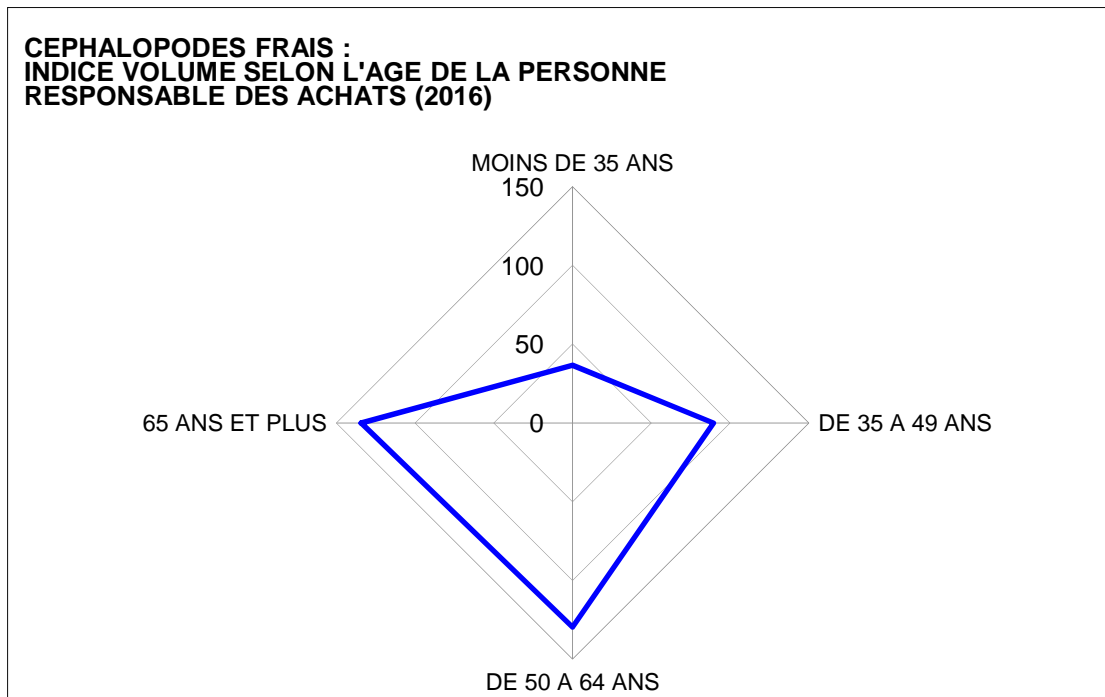 CEPHALOPODES FRAIS :
INDICE VOLUME SELON L'AGE DE LA PERSONNE
RESPONSABLE DES ACHATS (2016)
MOINS DE 35 ANS
150
100
50
65 ANS ET PLUS
0
DE 35 A 49 ANS
DE 50 A 64 ANS